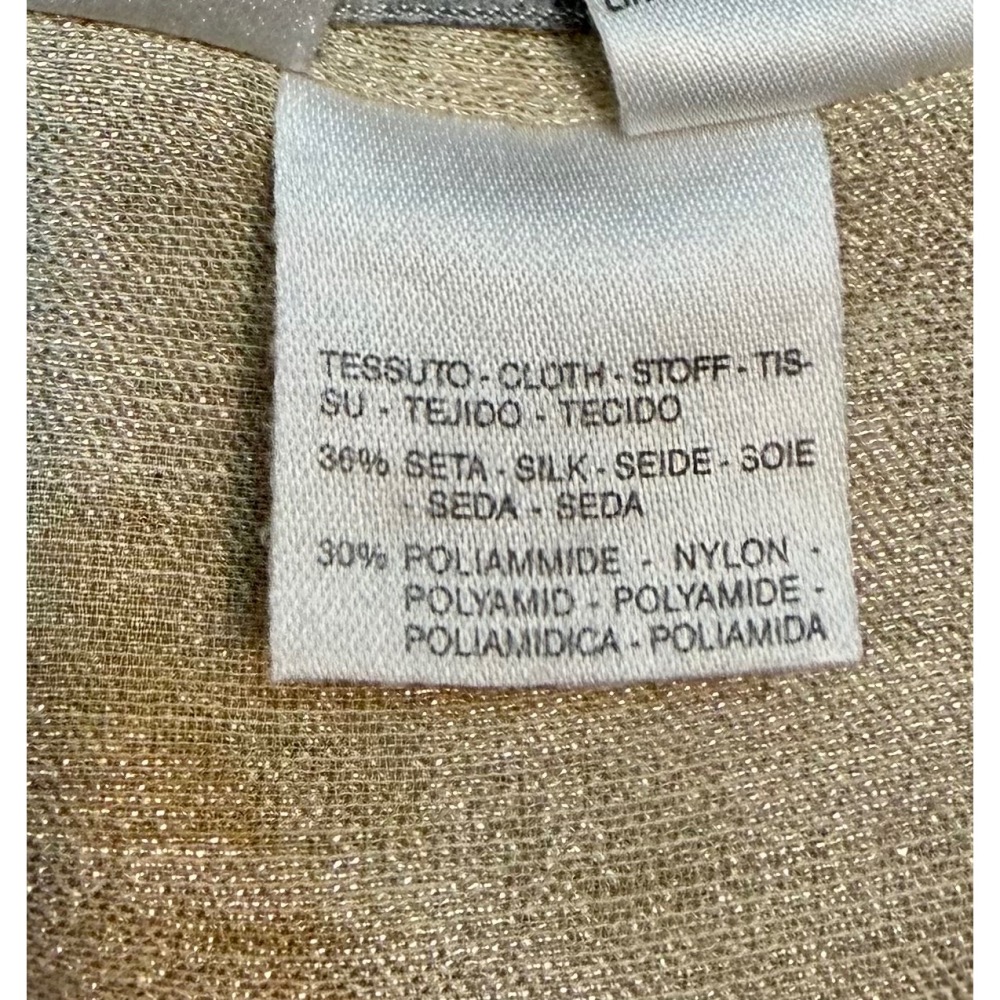 TESSUTO - CLOTH - STOFF - TIS-
SU - TEJIDO - TECIDO
36% SETA - SILK - SEIDE - SOIE
- SEDA - SEDA
30% POLIAMMIDE - NYLON -
POLYAMID - POLYAMIDE -
POLIAMIDICA - POLIAMIDA